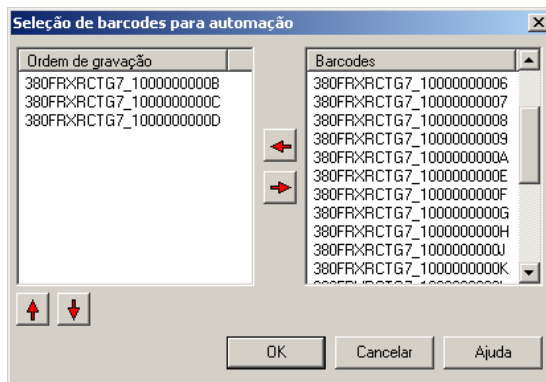 Seleção de barcodes para automação
Ordem de gravação
380FRXRCTG7_1000000000B
380FRXRCTG7_1000000000C
380FRXRCTG7_1000000000D
Barcodes
380FRXRCTG7_10000000006
380FRXRCTG7_10000000007
380FRXRCTG7_10000000008
380FRXRCTG7_10000000009
380FRXRCTG7_1000000000A
380FRXRCTG7_1000000000E
380FRXRCTG7_1000000000F
380FRXRCTG7_1000000000G
380FRXRCTG7_1000000000H
380FRXRCTG7_1000000000J
380FRXRCTG7_1000000000K
OK
Cancelar
Ajuda